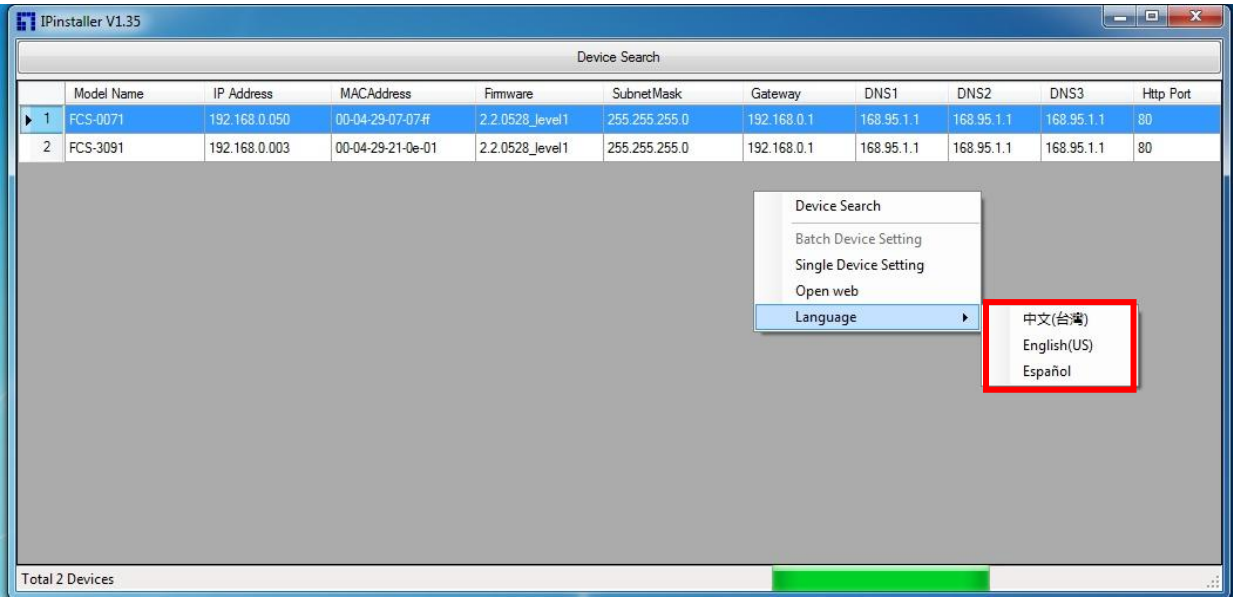 IPinstaller V1.35
Device Search
Model Name IP Address MACAddress Firmware SubnetMask Gateway DNS1 DNS2 DNS3 Http Port
1 FCS-0071 192.168.0.050 00-04-29-07-07-ff 2.2.0528_level1 255.255.255.0 192.168.0.1 168.95.1.1 168.95.1.1 168.95.1.1 80
2 FCS-3091 192.168.0.003 00-04-29-21-0e-01 2.2.0528_level1 255.255.255.0 192.168.0.1 168.95.1.1 168.95.1.1 168.95.1.1 80
Device Search
Batch Device Setting
Single Device Setting
Open web
Language
中文(台灣)
English(US)
Español
Total 2 Devices